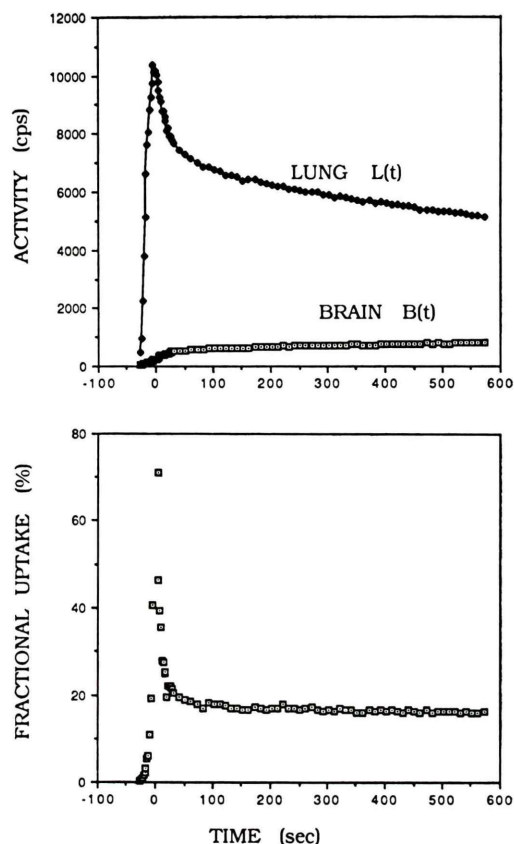 12000
10000
8000
6000
4000
2000
0
ACTIVITY (cps)
LUNG L(t)
BRAIN B(t)
-100 0 100 200 300 400 500 600
80
60
40
20
0
FRACTIONAL UPTAKE (%)
-100 0 100 200 300 400 500 600
TIME (sec)